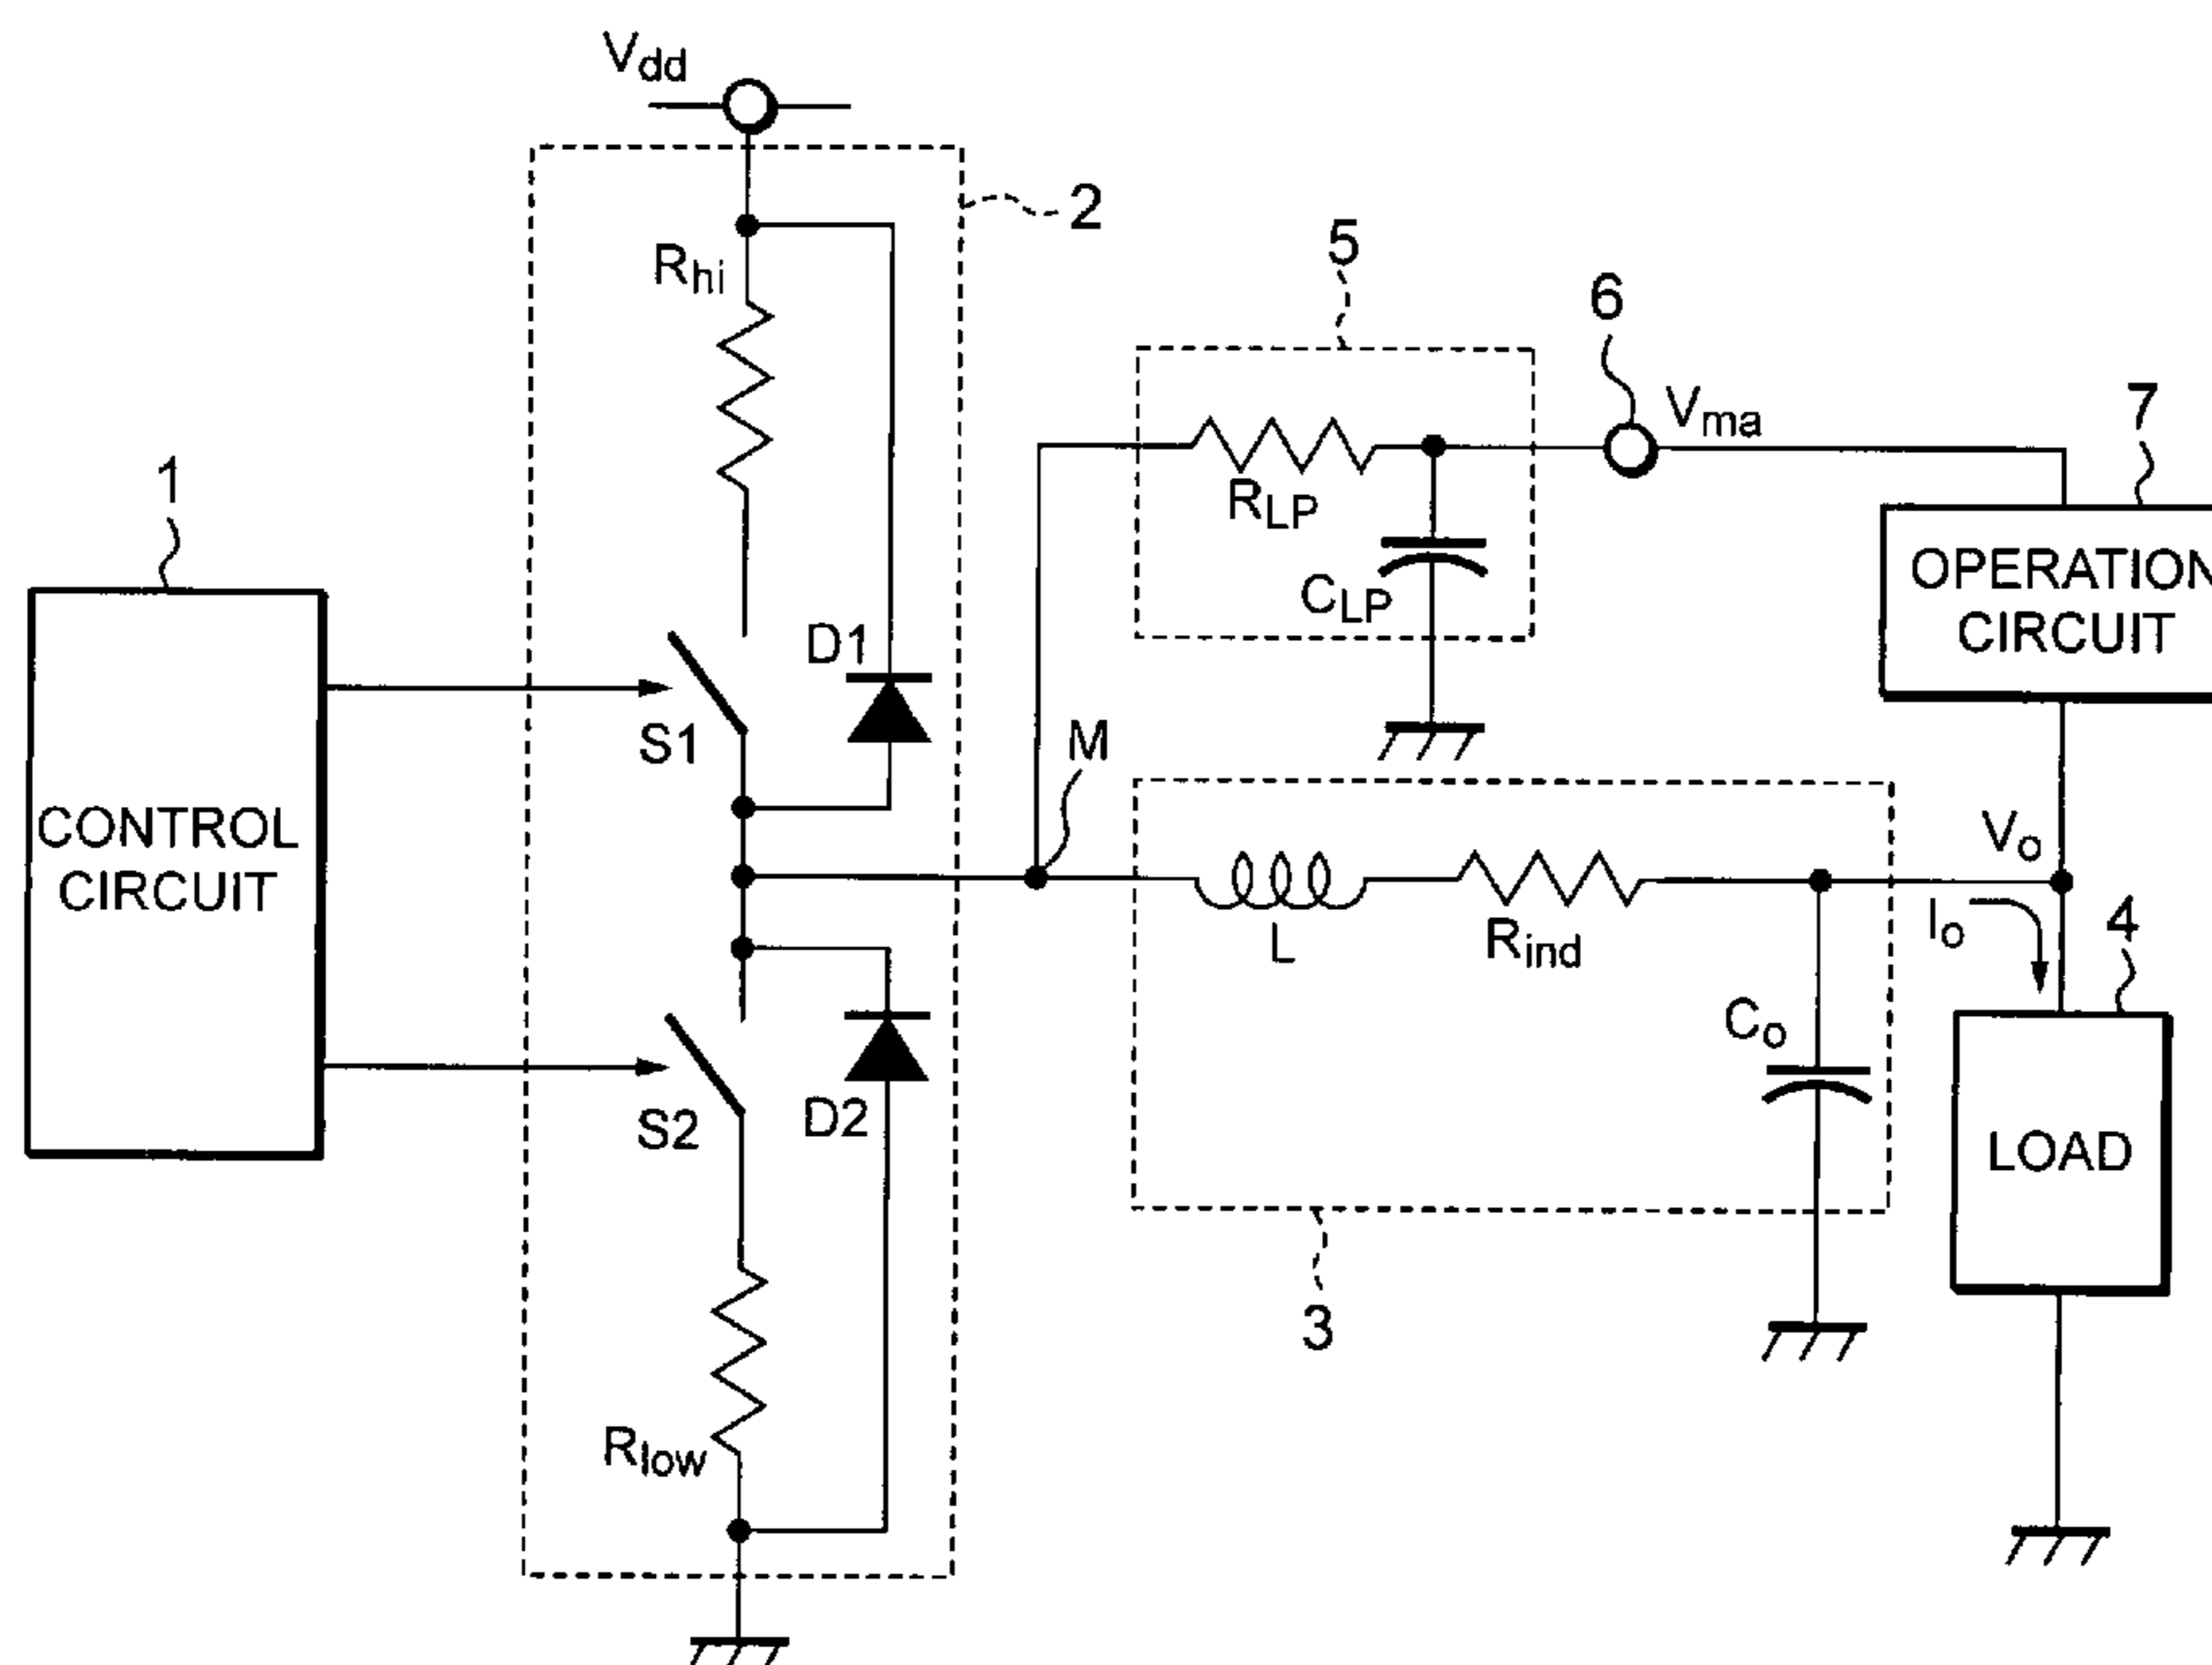 Vdd
2
Rhi
5
6
Vma
7
1
RLP
OPERATION
CIRCUIT
CLP
D1
S1
M
CONTROL
CIRCUIT
Vo
L
Rind
Io
4
Co
S2
D2
LOAD
3
Rlow